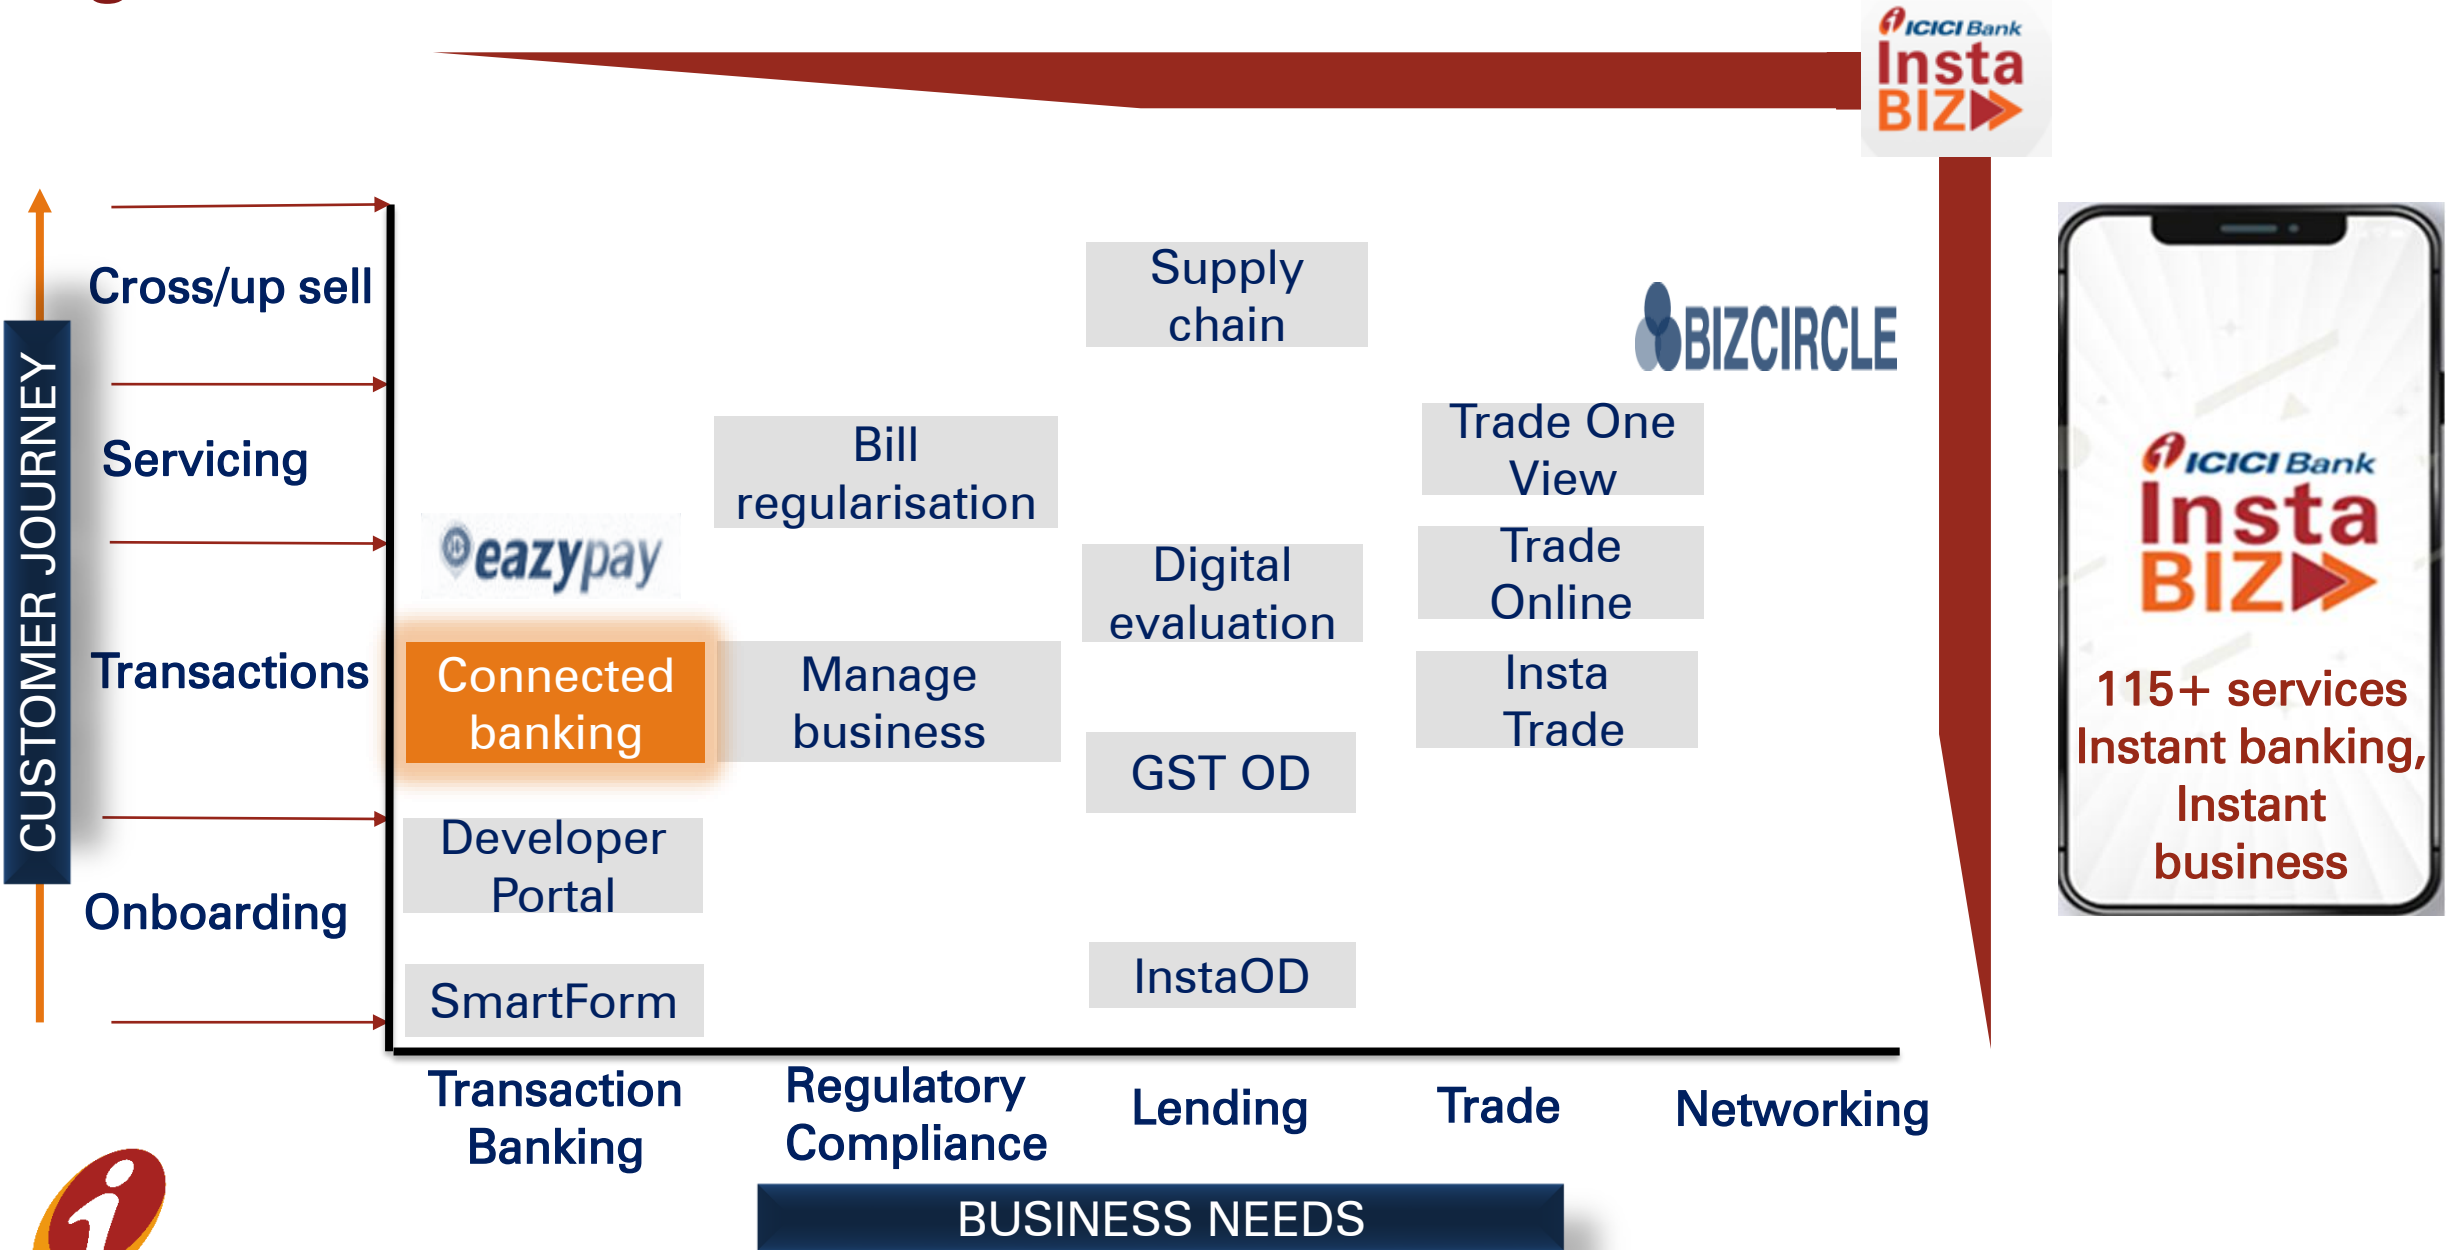 ICICI Bank
Insta
BIZ
CUSTOMER JOURNEY
Cross/up sell
Servicing
Transactions
Onboarding
Supply
chain
BIZCIRCLE
Bill
regularisation
Trade One
View
eazypay
Digital
evaluation
Trade
Online
Connected
banking
Manage
business
Insta
Trade
GST OD
Developer
Portal
InstaOD
SmartForm
Transaction
Banking
Regulatory
Compliance
Lending
Trade
Networking
BUSINESS NEEDS
ICICI Bank
Insta
BIZ
115+ services
Instant banking,
Instant
business